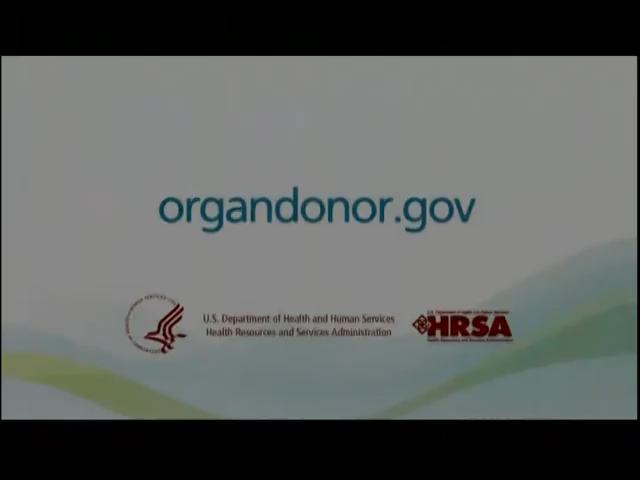 organdonor.gov
U.S. Department of Health and Human Services
Health Resources and Services Administration
HRSA